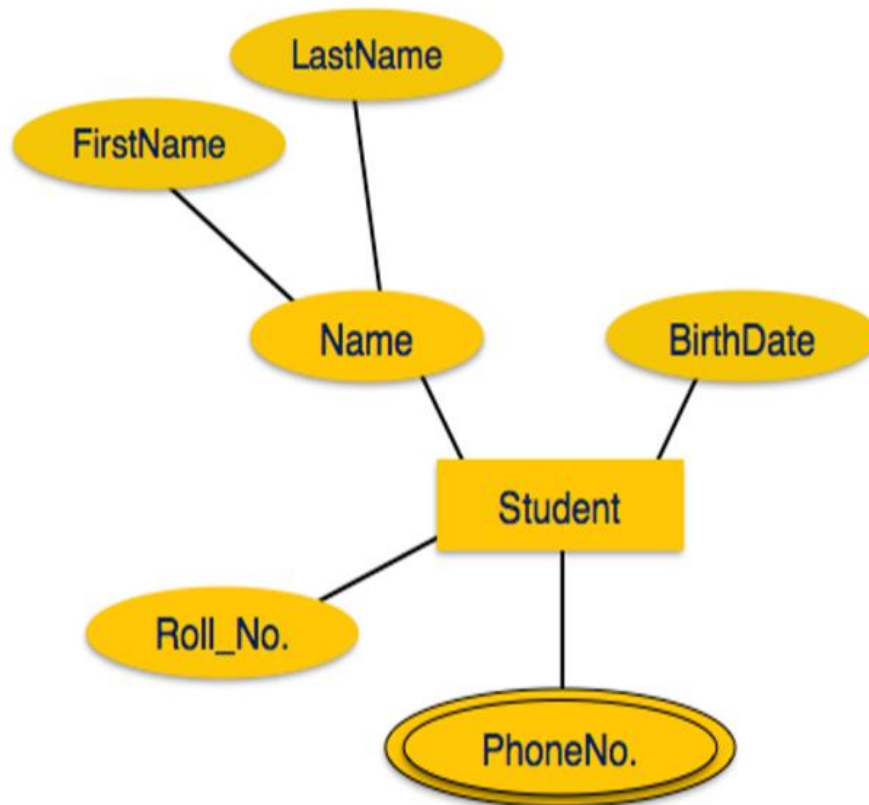 LastName
FirstName
Name
BirthDate
Student
Roll_No.
PhoneNo.